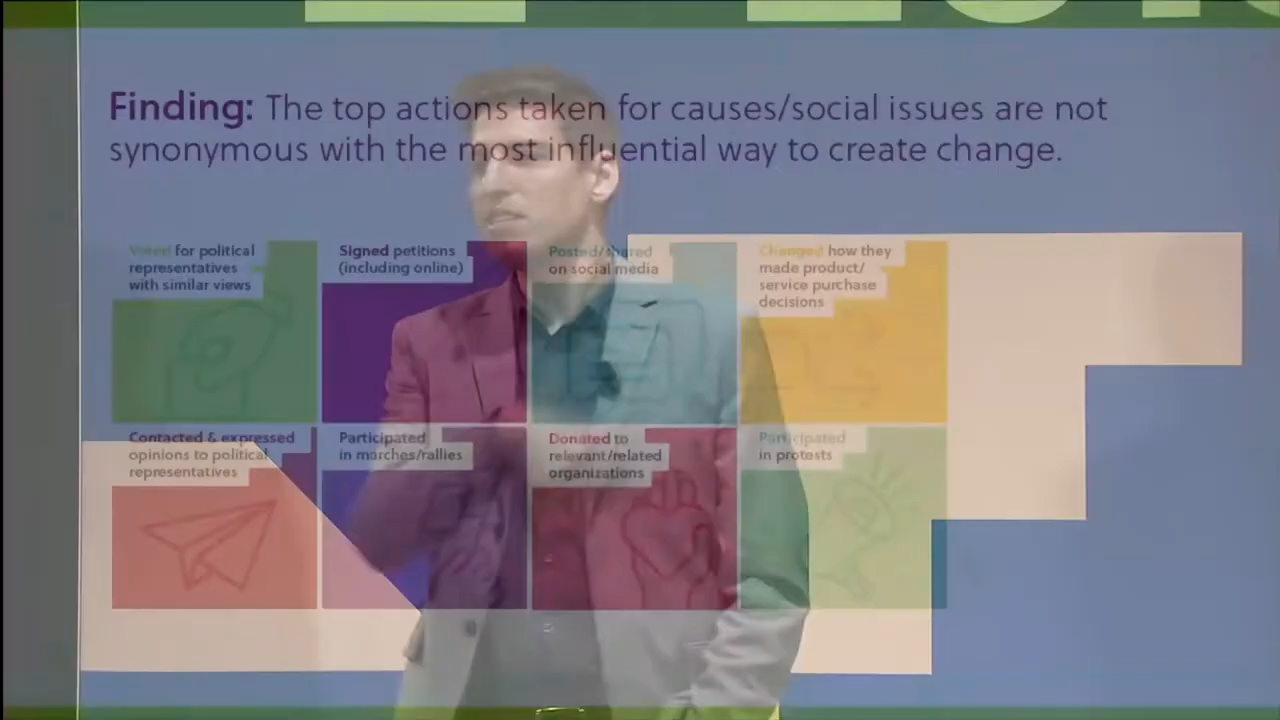 Finding: The top actions taken for causes/social issues are not
synonymous with the most influential way to create change.
Voted for political
representatives
with similar views
Signed petitions
(including online)
Posted/shared
on social media
Changed how they
made product/
service purchase
decisions
Contacted & expressed
opinions to political
representatives
Participated
in marches/rallies
Donated to
relevant/related
organizations
Participated
in protests